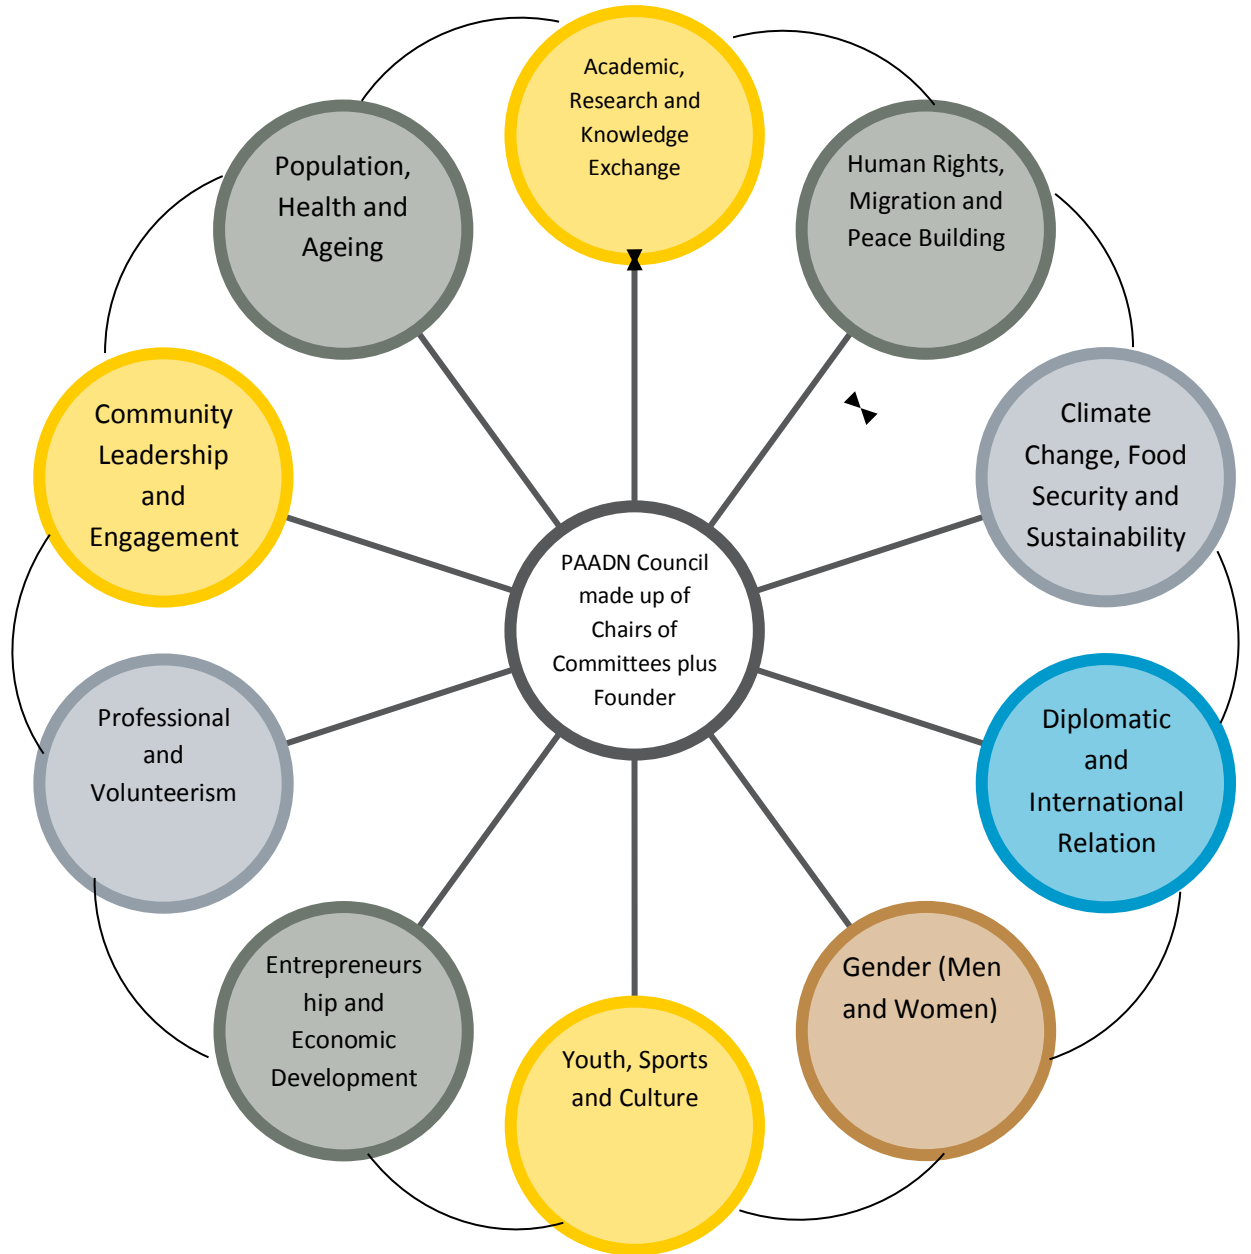 Academic,
Research and
Knowledge
Exchange
Human Rights,
Migration and
Peace Building
Climate
Change, Food
Security and
Sustainability
Diplomatic
and
International
Relation
Gender (Men
and Women)
Youth, Sports
and Culture
Entrepreneurs
hip and
Economic
Development
Professional
and
Volunteerism
Community
Leadership
and
Engagement
Population,
Health and
Ageing
PAADN Council
made up of
Chairs of
Committees plus
Founder